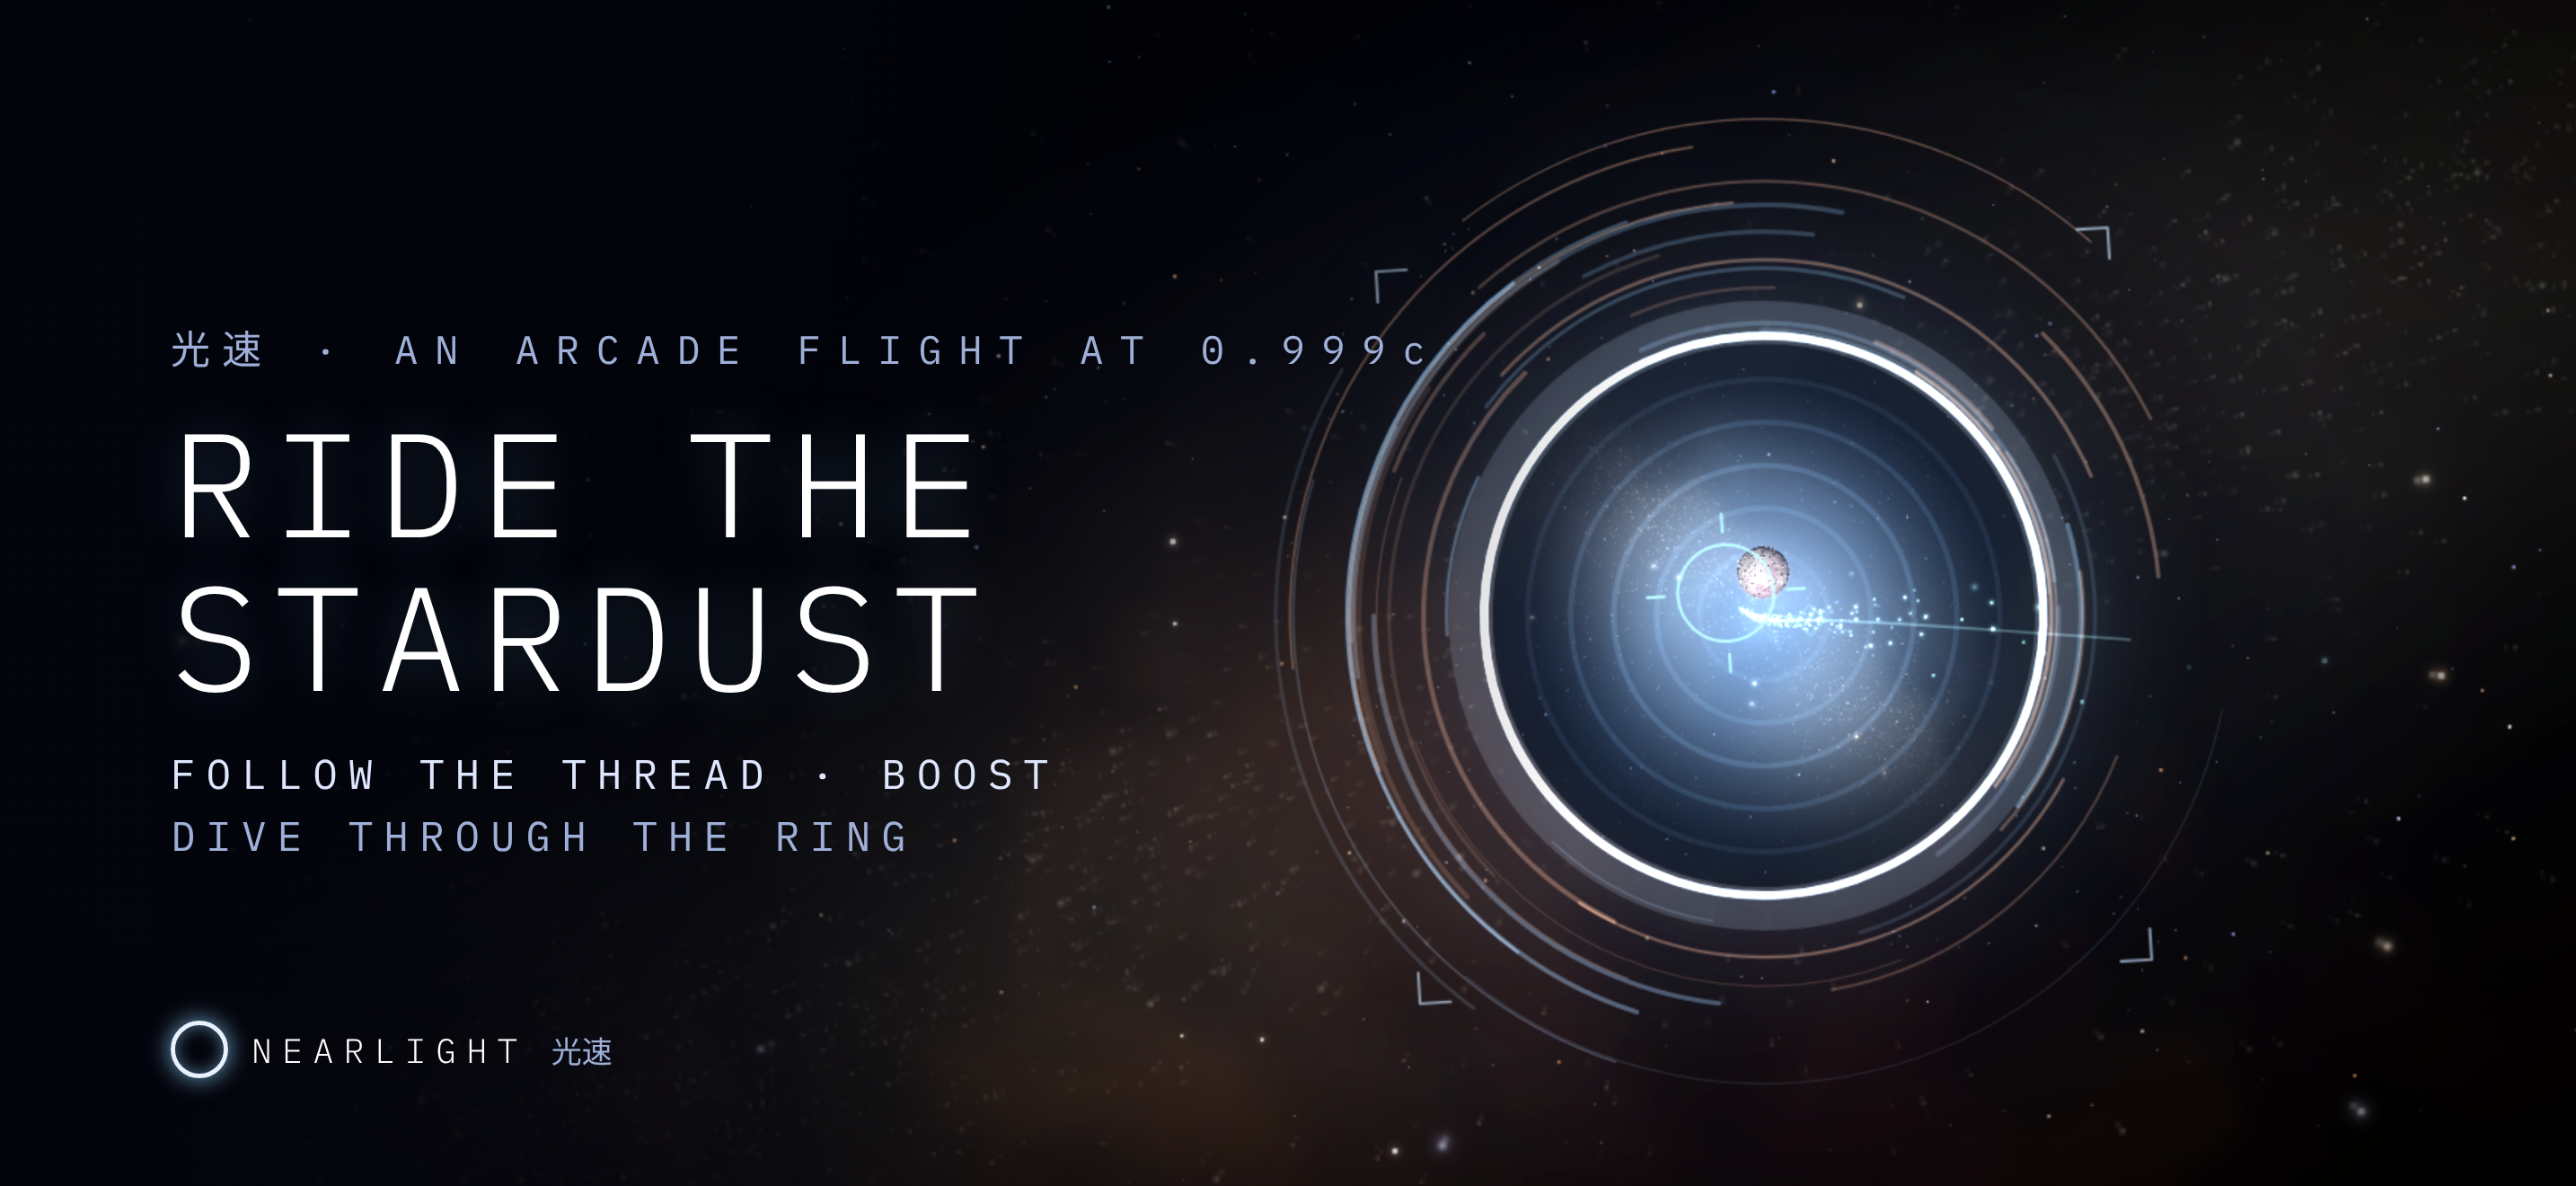 光速 · AN ARCADE FLIGHT AT 0.999c
RIDE THE
STARDUST
FOLLOW THE THREAD · BOOST
DIVE THROUGH THE RING
NEARLIGHT 光速